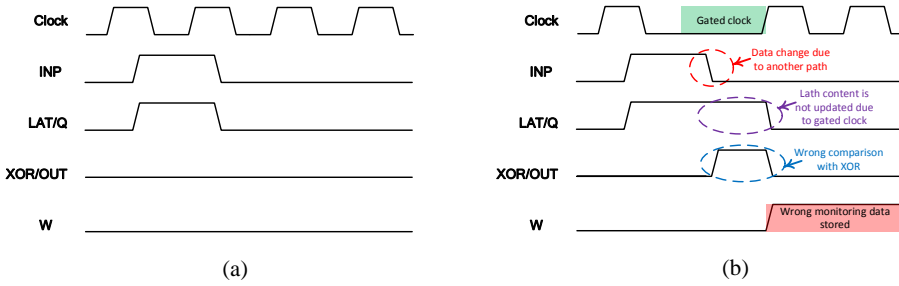 Clock
INP
LAT/Q
XOR/OUT
W
(a)
Clock
Gated clock
INP
Data change due
to another path
LAT/Q
Lath content is
not updated due
to gated clock
XOR/OUT
Wrong comparison
with XOR
W
Wrong monitoring data
stored
(b)